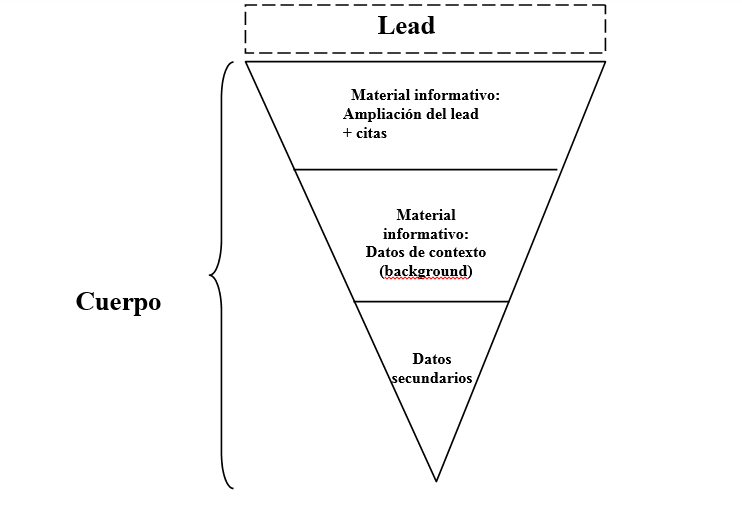 Lead
Material informativo:
Ampliación del lead
+ citas
Material
informativo:
Datos de contexto
(background)
Cuerpo
Datos
secundarios